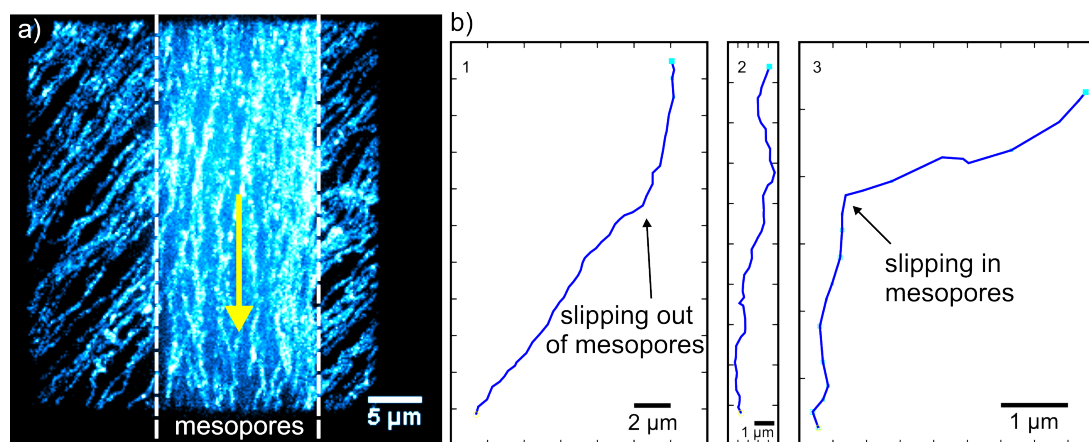 a)
mesopores
5 μm
b)
1
slipping out
of mesopores
2 μm
2
1 μm
3
slipping in
mesopores
1 μm